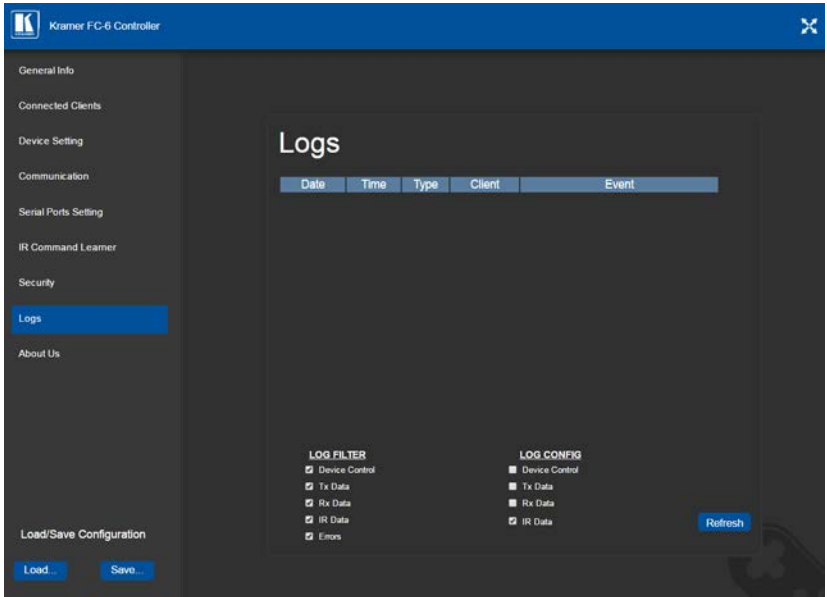 Kramer FC-6 Controller
General Info
Connected Clients
Device Setting
Communication
Serial Ports Setting
IR Command Learner
Security
Logs
About Us
Load/Save Configuration
Load... Save...
Logs
Date Time Type Client Event
LOG FILTER
Device Control
Tx Data
Rx Data
IR Data
Errors
LOG CONFIG
Device Control
Tx Data
Rx Data
IR Data
Refresh